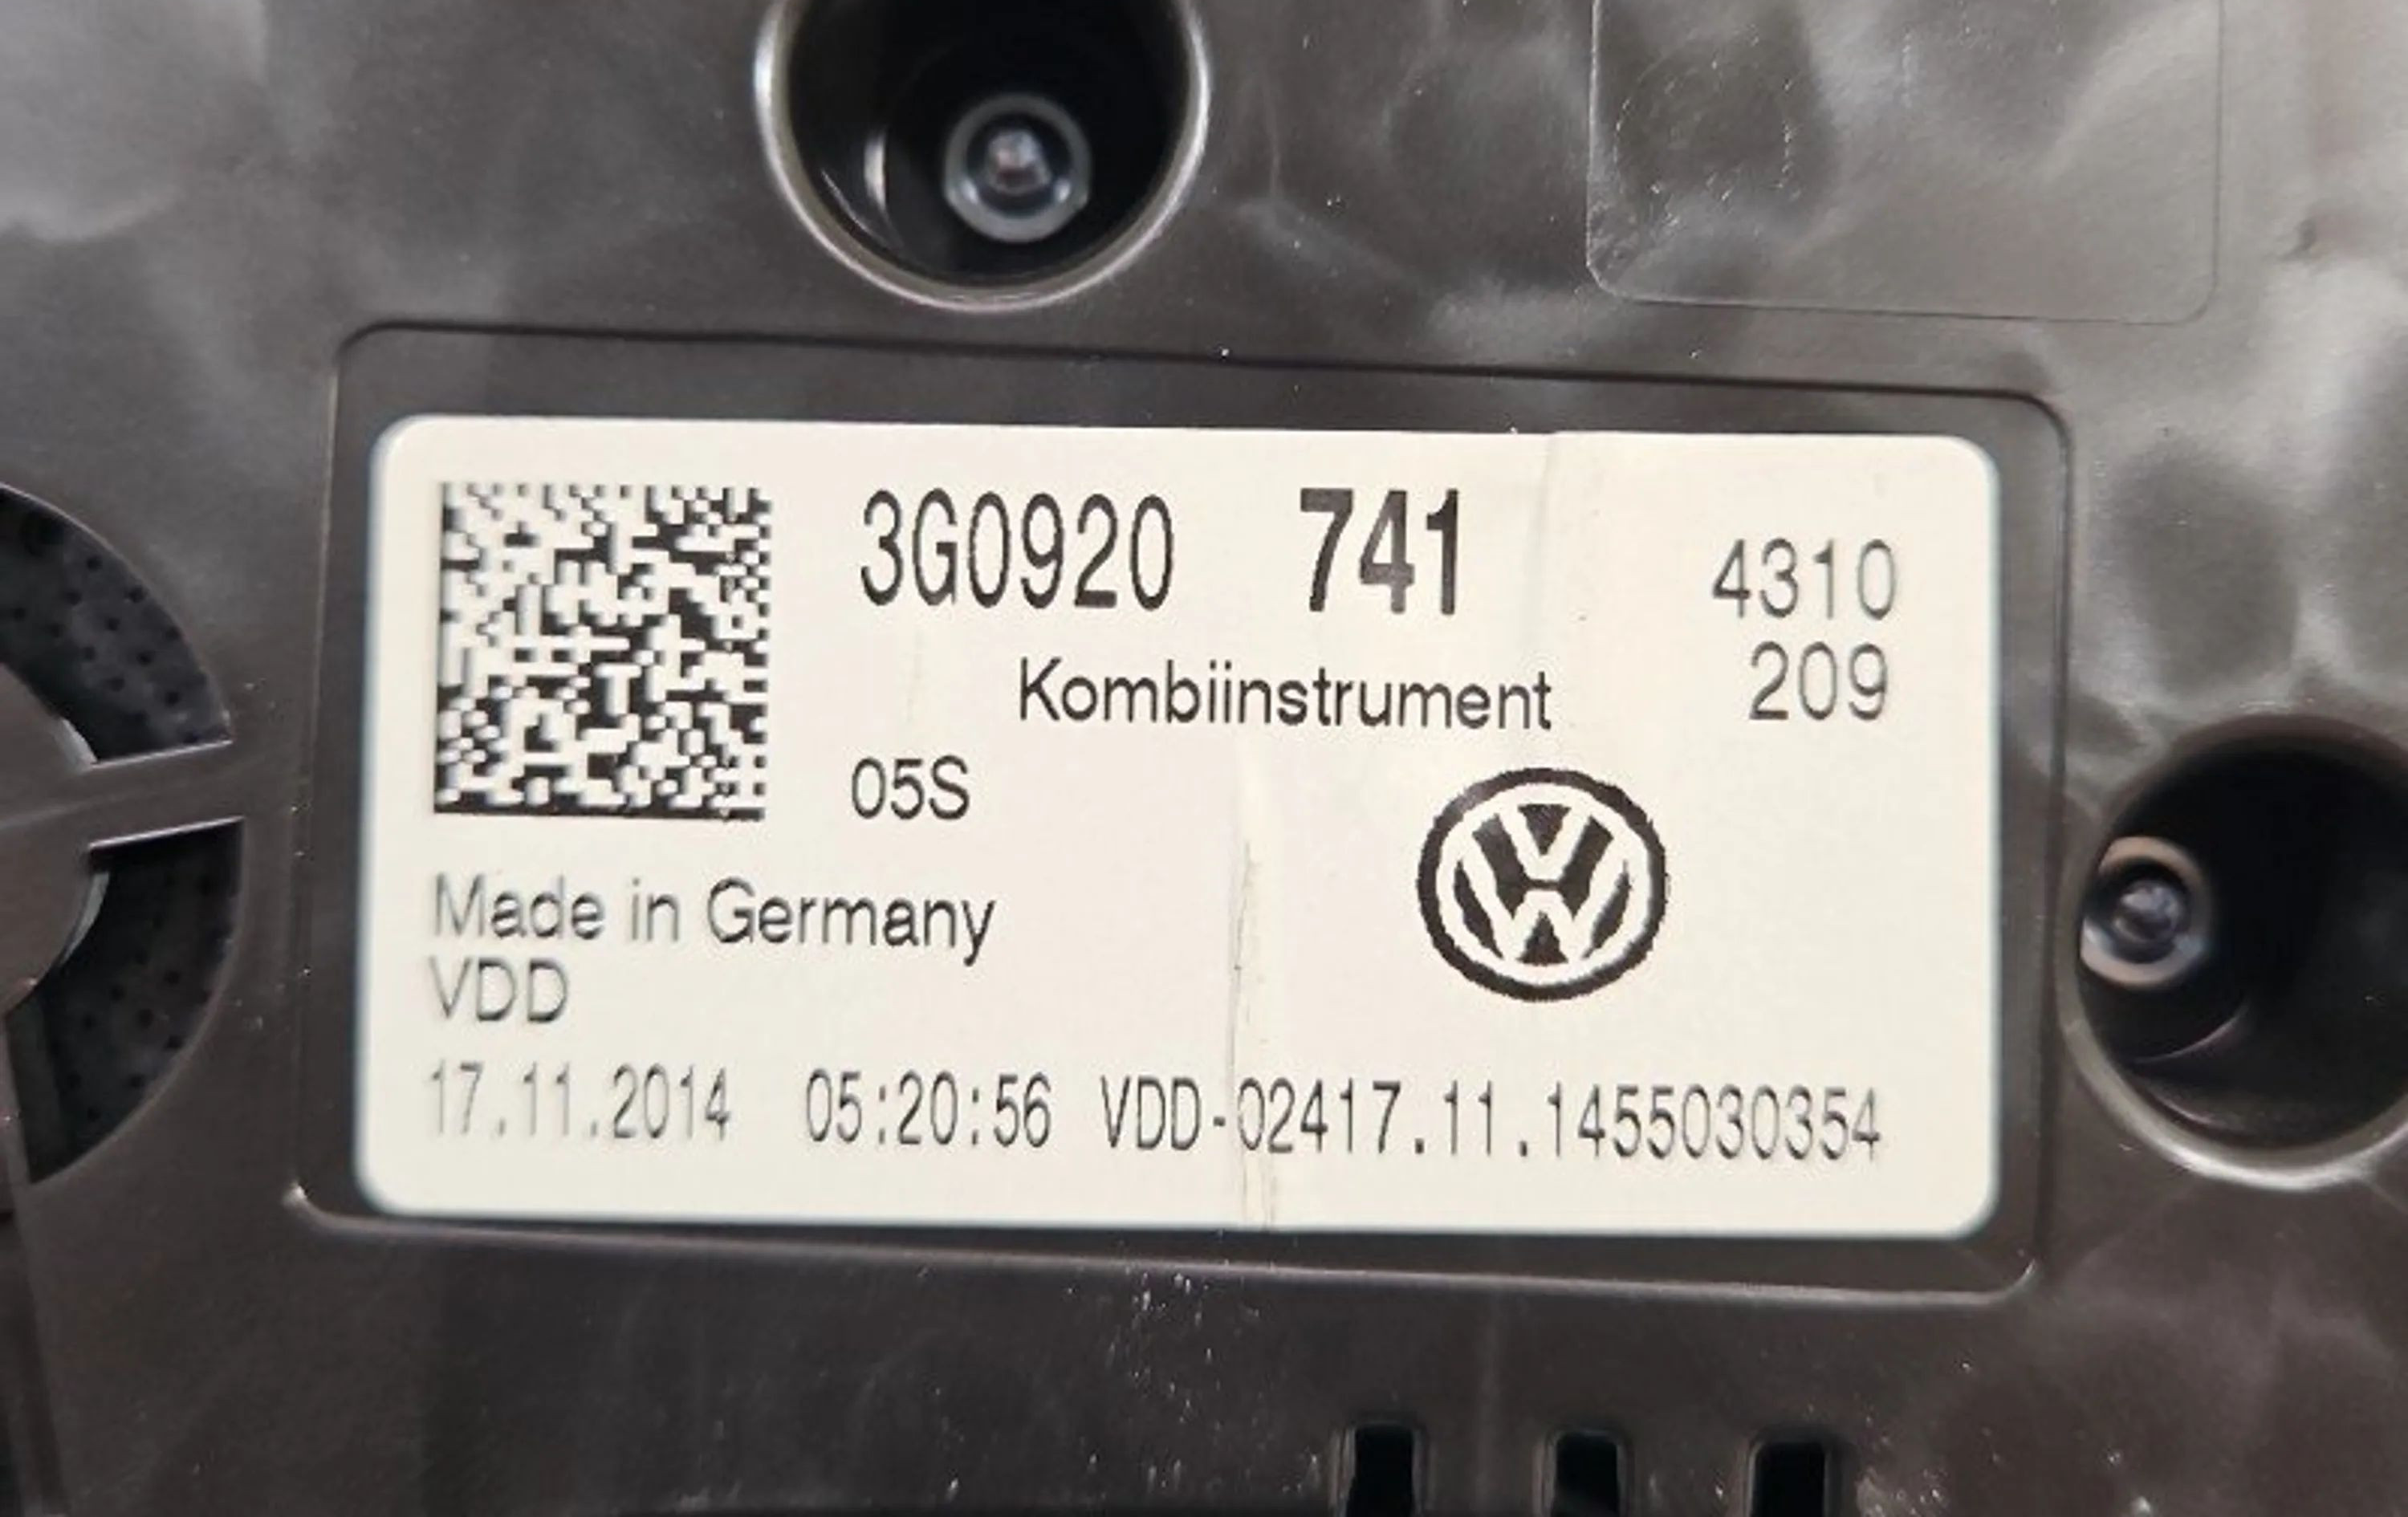 3G0920 741
4310
209
Kombiinstrument
05S
Made in Germany
VDD
17.11.2014 05:20:56 VDD-02417.11.1455030354